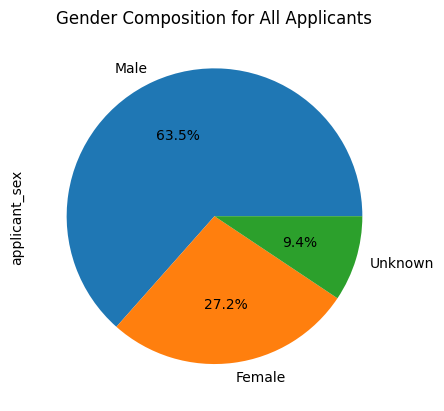 Gender Composition for All Applicants
Male
63.5%
applicant_sex
9.4%
Unknown
27.2%
Female